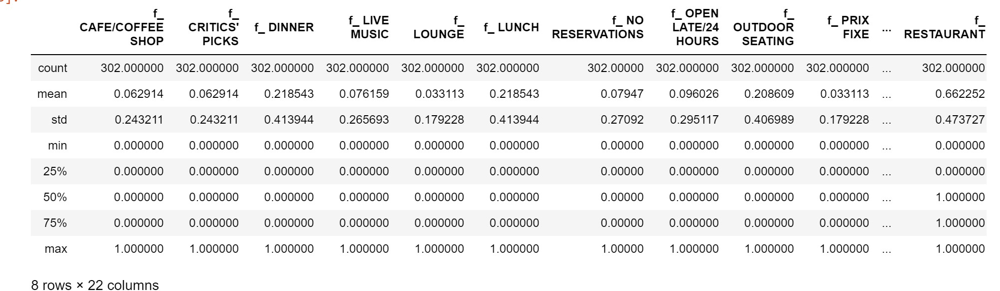 f_ CAFE/COFFEE SHOP f_ CRITICS' PICKS f_ DINNER f_ LIVE MUSIC f_ LOUNGE f_ LUNCH f_ NO RESERVATIONS f_ OPEN LATE/24 HOURS f_ OUTDOOR SEATING f_ PRIX FIXE ... f_ RESTAURANT
count 302.000000 302.000000 302.000000 302.000000 302.000000 302.000000 302.00000 302.000000 302.000000 302.000000 ... 302.000000
mean 0.062914 0.062914 0.218543 0.076159 0.033113 0.218543 0.07947 0.096026 0.208609 0.033113 ... 0.662252
std 0.243211 0.243211 0.413944 0.265693 0.179228 0.413944 0.27092 0.295117 0.406989 0.179228 ... 0.473727
min 0.000000 0.000000 0.000000 0.000000 0.000000 0.000000 0.00000 0.000000 0.000000 0.000000 ... 0.000000
25% 0.000000 0.000000 0.000000 0.000000 0.000000 0.000000 0.00000 0.000000 0.000000 0.000000 ... 0.000000
50% 0.000000 0.000000 0.000000 0.000000 0.000000 0.000000 0.00000 0.000000 0.000000 0.000000 ... 1.000000
75% 0.000000 0.000000 0.000000 0.000000 0.000000 0.000000 0.00000 0.000000 0.000000 0.000000 ... 1.000000
max 1.000000 1.000000 1.000000 1.000000 1.000000 1.000000 1.00000 1.000000 1.000000 1.000000 ... 1.000000
8 rows × 22 columns